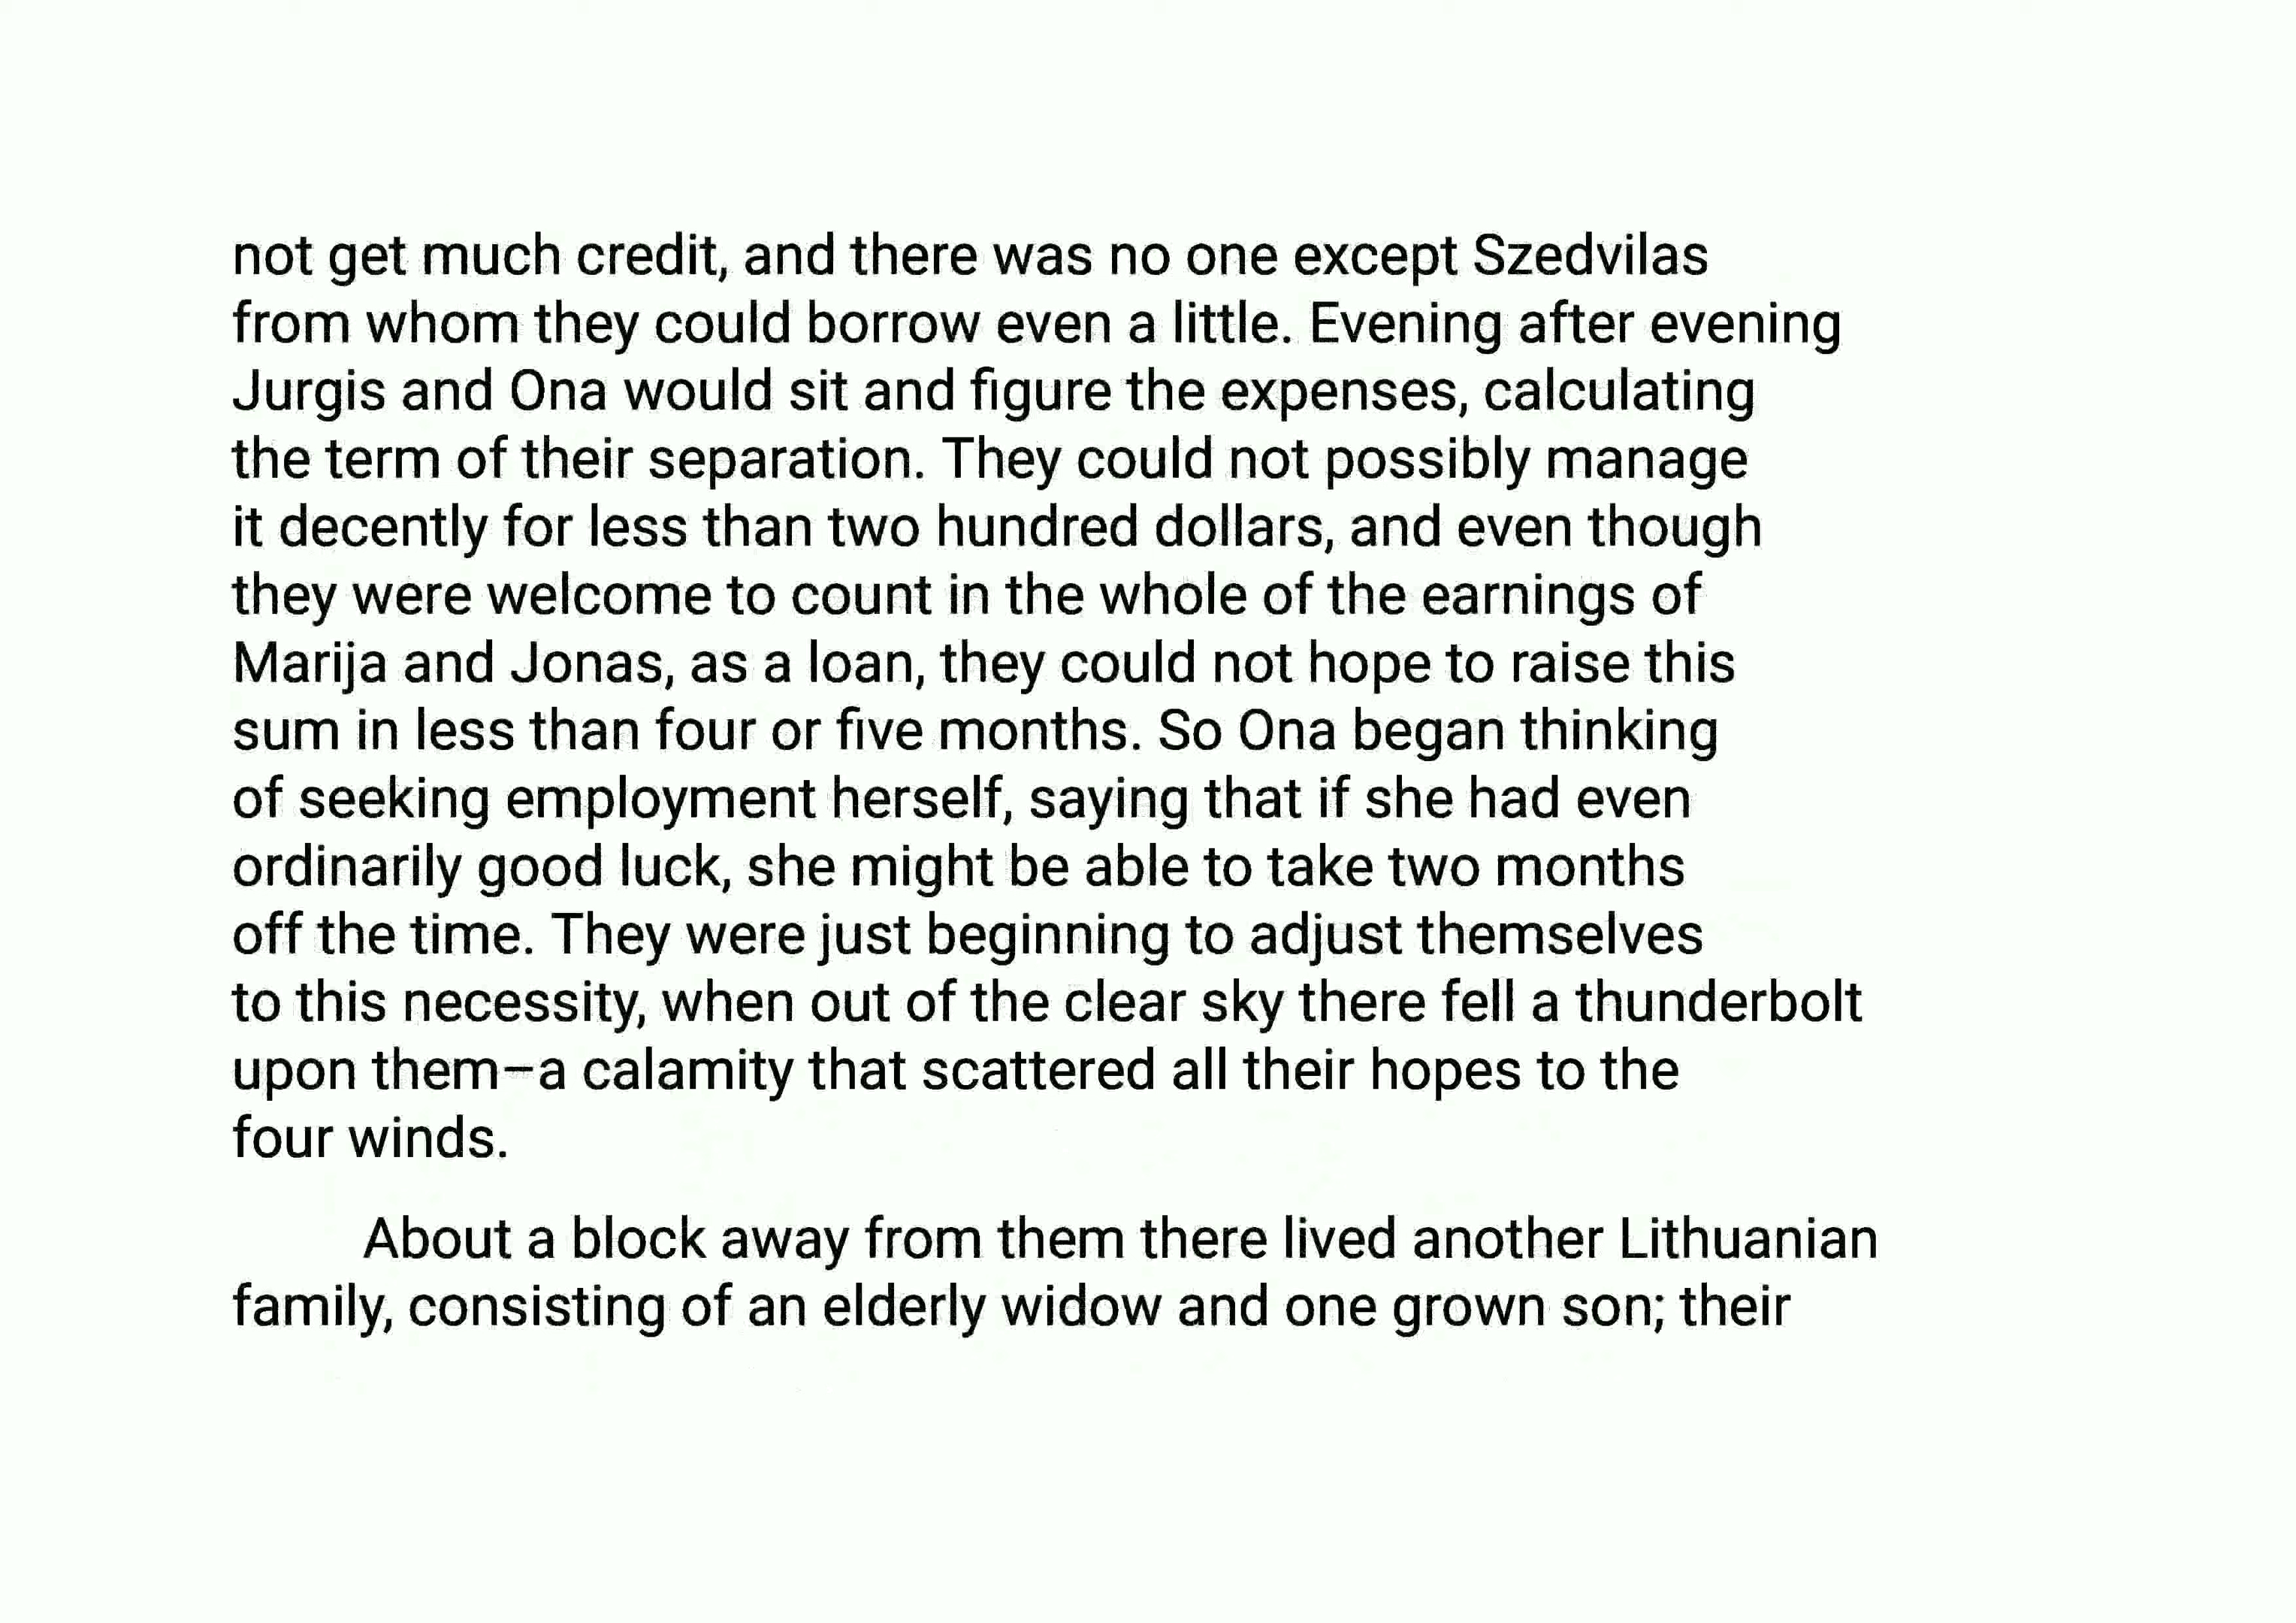 not get much credit, and there was no one except Szedvilas
from whom they could borrow even a little. Evening after evening
Jurgis and Ona would sit and figure the expenses, calculating
the term of their separation. They could not possibly manage
it decently for less than two hundred dollars, and even though
they were welcome to count in the whole of the earnings of
Marija and Jonas, as a loan, they could not hope to raise this
sum in less than four or five months. So Ona began thinking
of seeking employment herself, saying that if she had even
ordinarily good luck, she might be able to take two months
off the time. They were just beginning to adjust themselves
to this necessity, when out of the clear sky there fell a thunderbolt
upon them—a calamity that scattered all their hopes to the
four winds.
About a block away from them there lived another Lithuanian
family, consisting of an elderly widow and one grown son; their